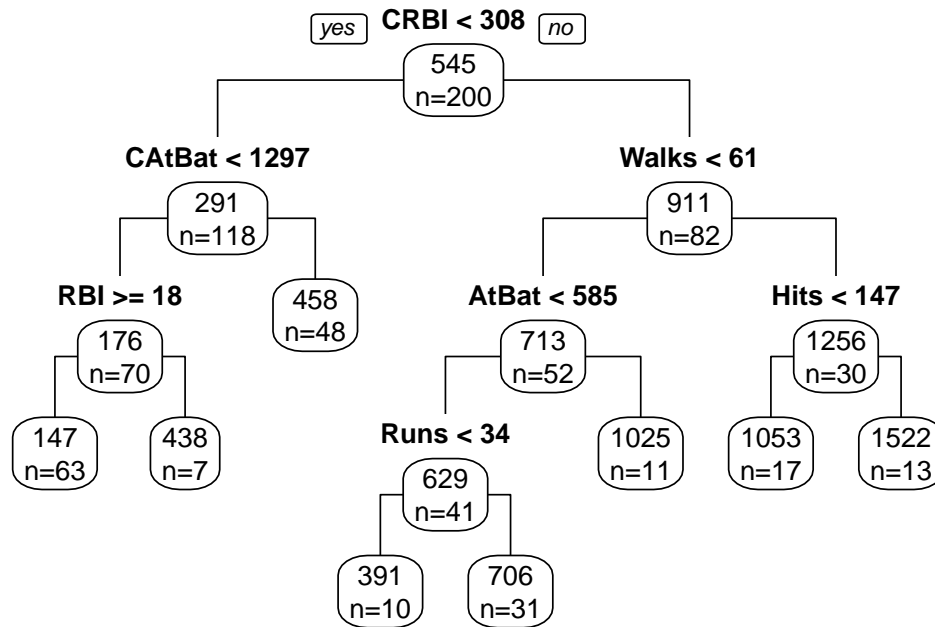 CRBI < 308
yes
no
545
n=200
CAtBat < 1297
Walks < 61
291
n=118
911
n=82
RBI >= 18
458
n=48
AtBat < 585
Hits < 147
176
n=70
713
n=52
1256
n=30
147
n=63
438
n=7
Runs < 34
1025
n=11
1053
n=17
1522
n=13
629
n=41
391
n=10
706
n=31